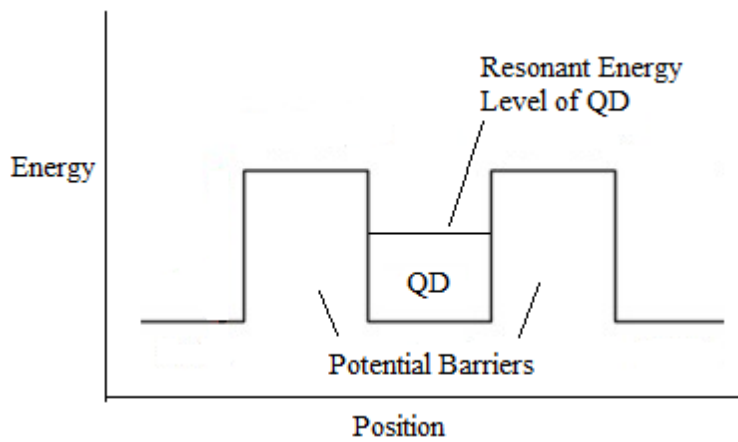 Resonant Energy
Level of QD
Energy
QD
Potential Barriers
Position